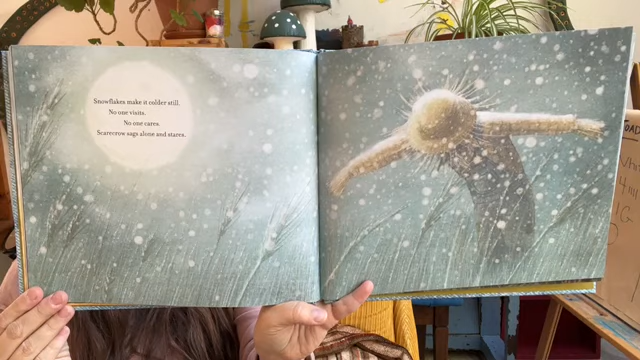 Snowflakes make it colder still.
No one visits.
No one cares.
Scarecrow sags alone and stares.